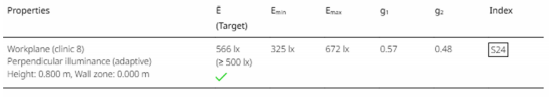 Properties Ē Emin Emax g1 g2 Index
(Target)
Workplane (clinic 8) 566 lx 325 lx 672 lx 0.57 0.48 S24
Perpendicular illuminance (adaptive) (≥ 500 lx)
Height: 0.800 m, Wall zone: 0.000 m ✓